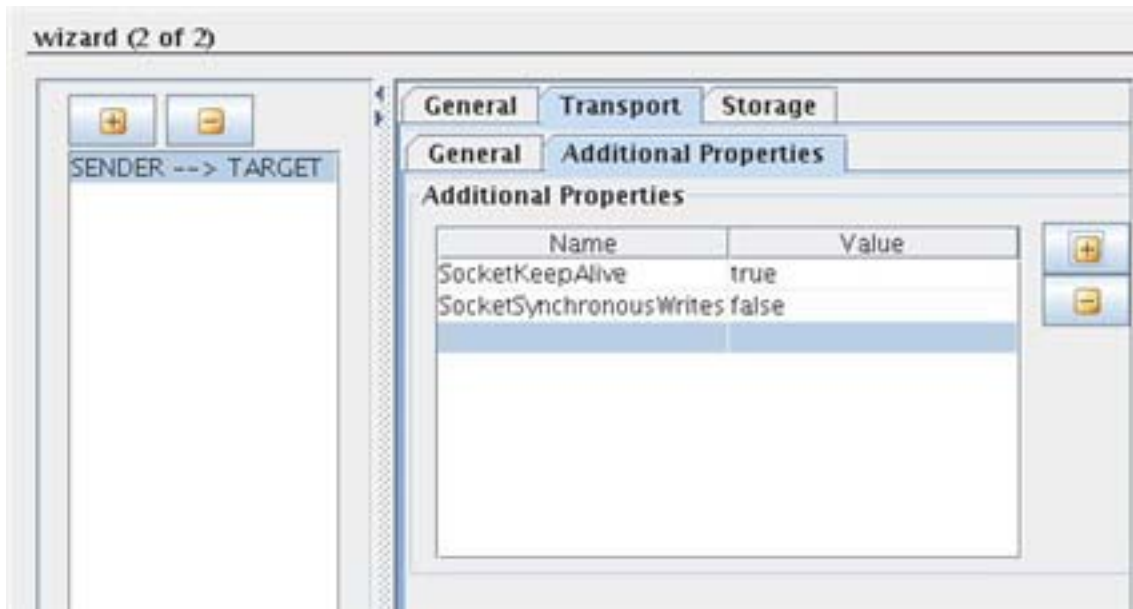 wizard (2 of 2)
SENDER --> TARGET
General Transport Storage
General Additional Properties
Additional Properties
Name Value
SocketKeepAlive true
SocketSynchronousWrites false